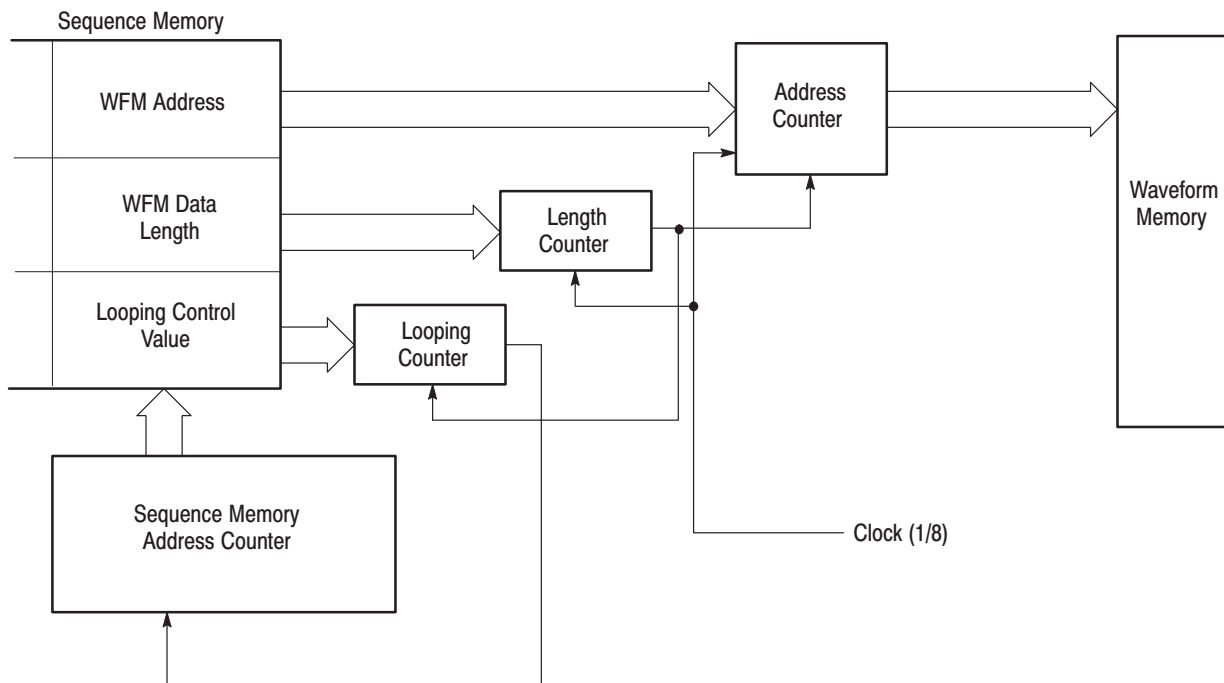 Sequence Memory
WFM Address
Address
Counter
WFM Data
Length
Length
Counter
Waveform
Memory
Looping Control
Value
Looping
Counter
Sequence Memory
Address Counter
Clock (1/8)